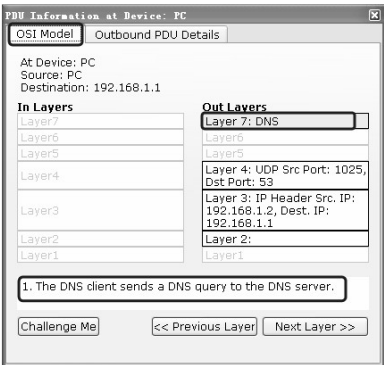 PDU Information at Device: PC
OSI Model
Outbound PDU Details
At Device: PC
Source: PC
Destination: 192.168.1.1
In Layers
Layer7
Layer6
Layer5
Layer4
Layer3
Layer2
Layer1
Out Layers
Layer 7: DNS
Layer6
Layer5
Layer 4: UDP Src Port: 1025,
Dst Port: 53
Layer 3: IP Header Src. IP:
192.168.1.2, Dest. IP:
192.168.1.1
Layer 2:
Layer1
1. The DNS client sends a DNS query to the DNS server.
Challenge Me
<< Previous Layer
Next Layer >>